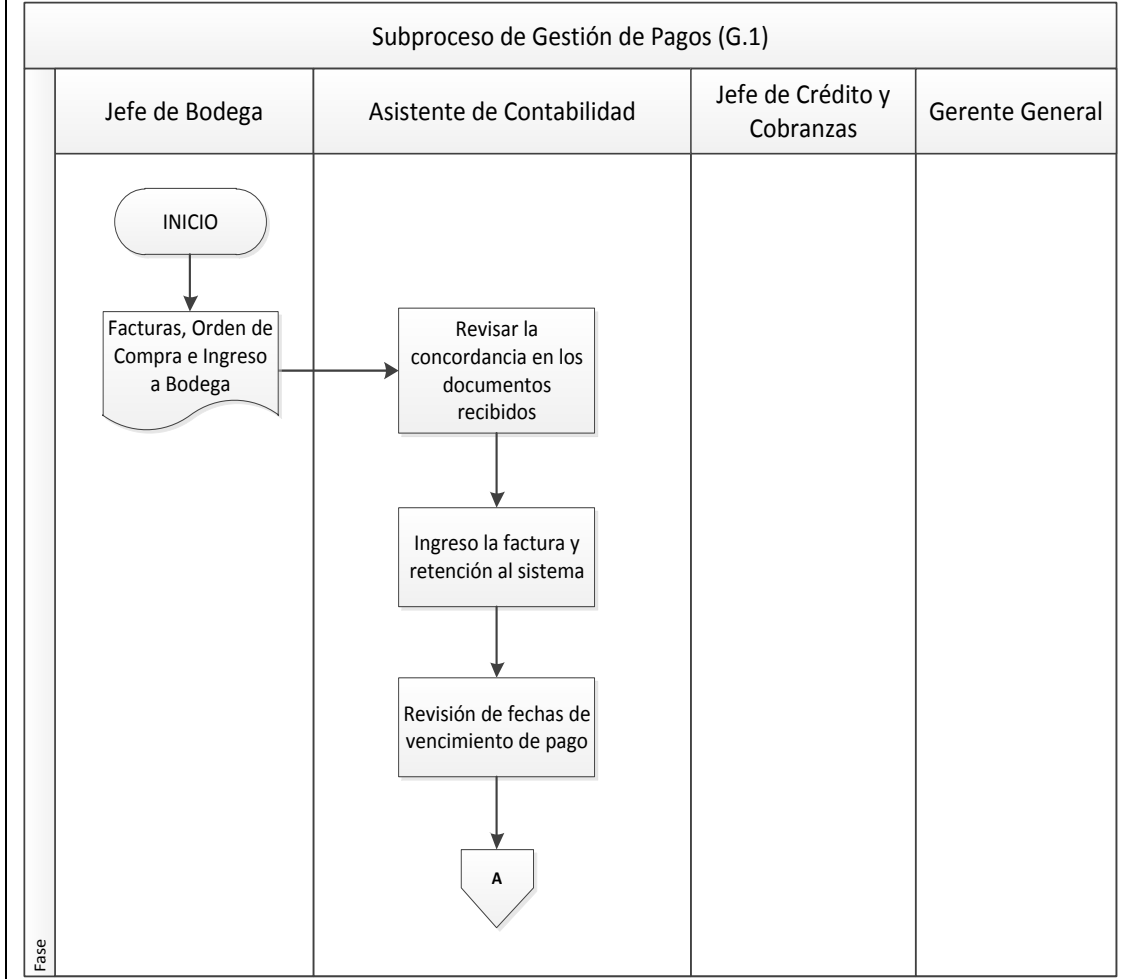 Subproceso de Gestión de Pagos (G.1)
Jefe de Bodega
Asistente de Contabilidad
Jefe de Crédito y
Cobranzas
Gerente General
INICIO
Facturas, Orden de
Compra e Ingreso
a Bodega
Revisar la
concordancia en los
documentos
recibidos
Ingreso la factura y
retención al sistema
Revisión de fechas de
vencimiento de pago
A
Fase